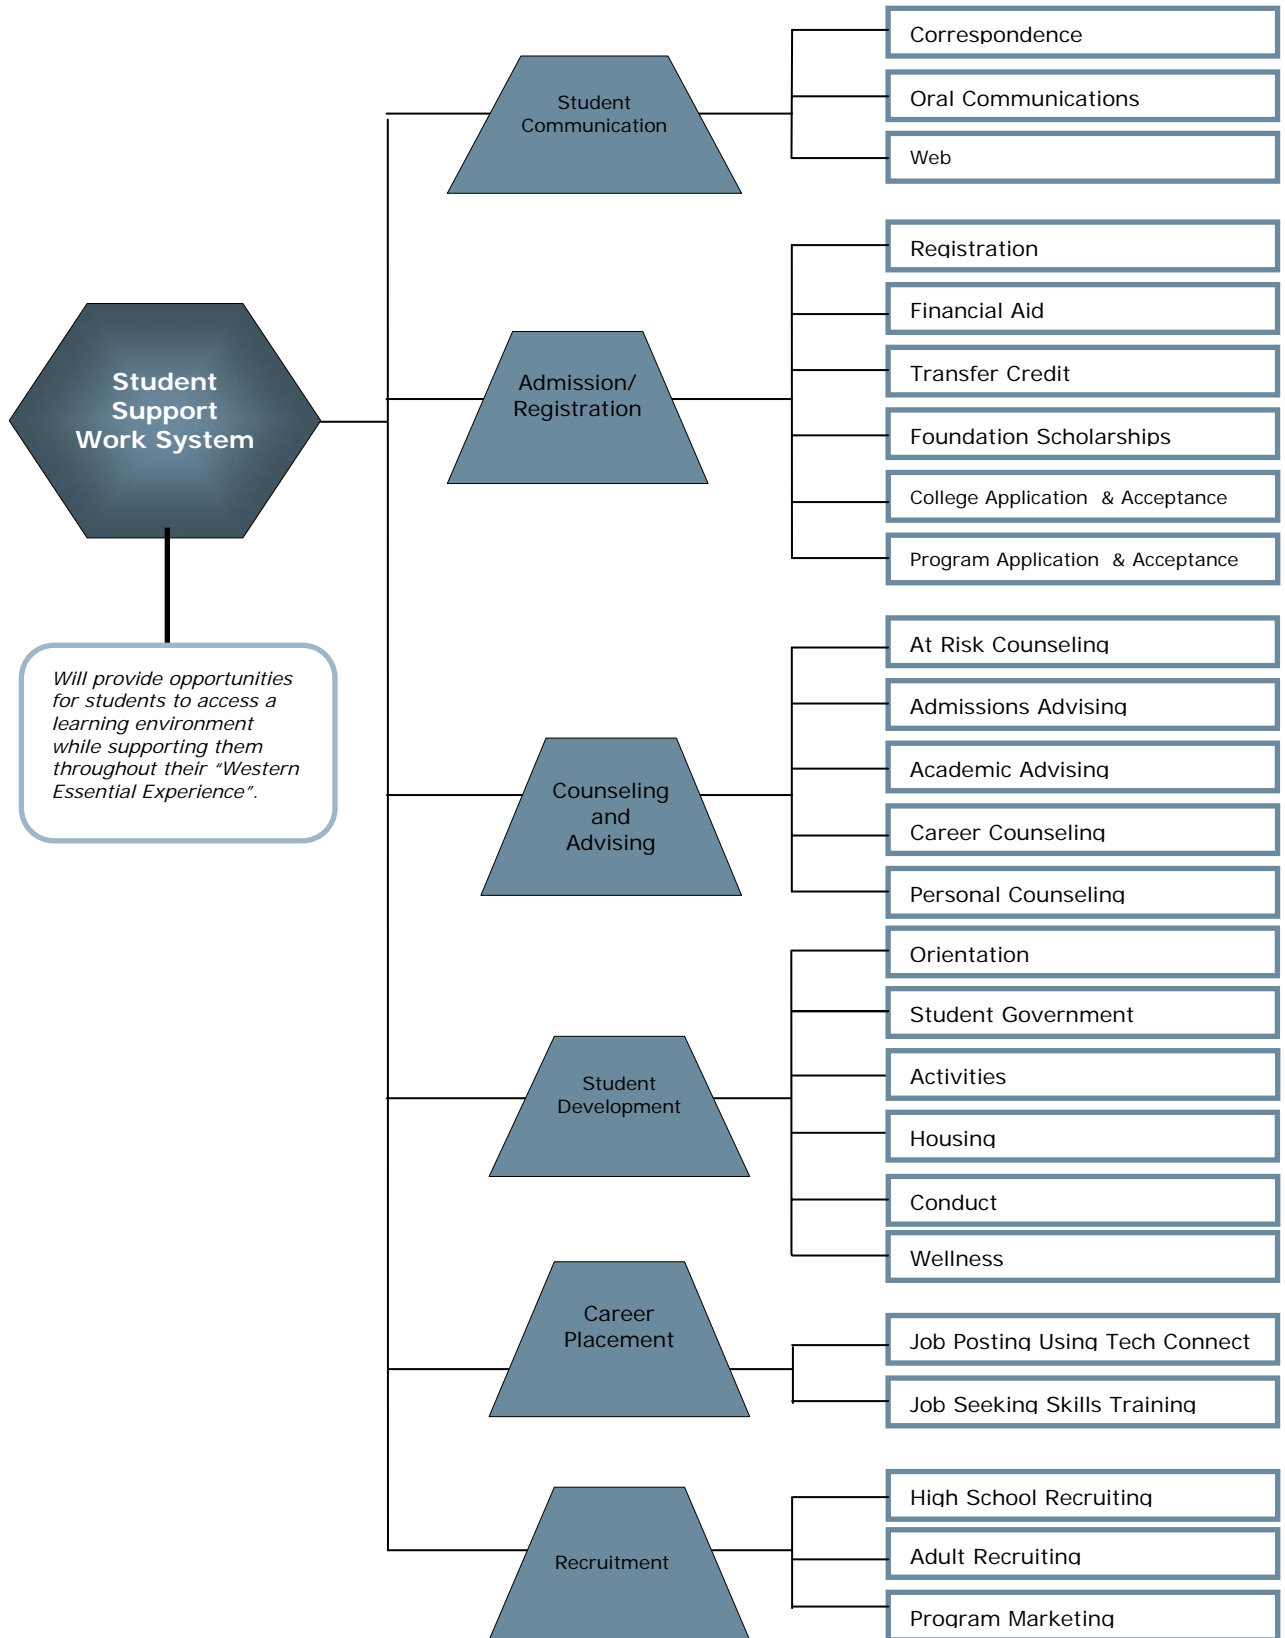 Student
Support
Work System
Will provide opportunities
for students to access a
learning environment
while supporting them
throughout their “Western
Essential Experience”.
Student
Communication
Correspondence
Oral Communications
Web
Admission/
Registration
Registration
Financial Aid
Transfer Credit
Foundation Scholarships
College Application & Acceptance
Program Application & Acceptance
Counseling
and
Advising
At Risk Counseling
Admissions Advising
Academic Advising
Career Counseling
Personal Counseling
Student
Development
Orientation
Student Government
Activities
Housing
Conduct
Wellness
Career
Placement
Job Posting Using Tech Connect
Job Seeking Skills Training
Recruitment
High School Recruiting
Adult Recruiting
Program Marketing